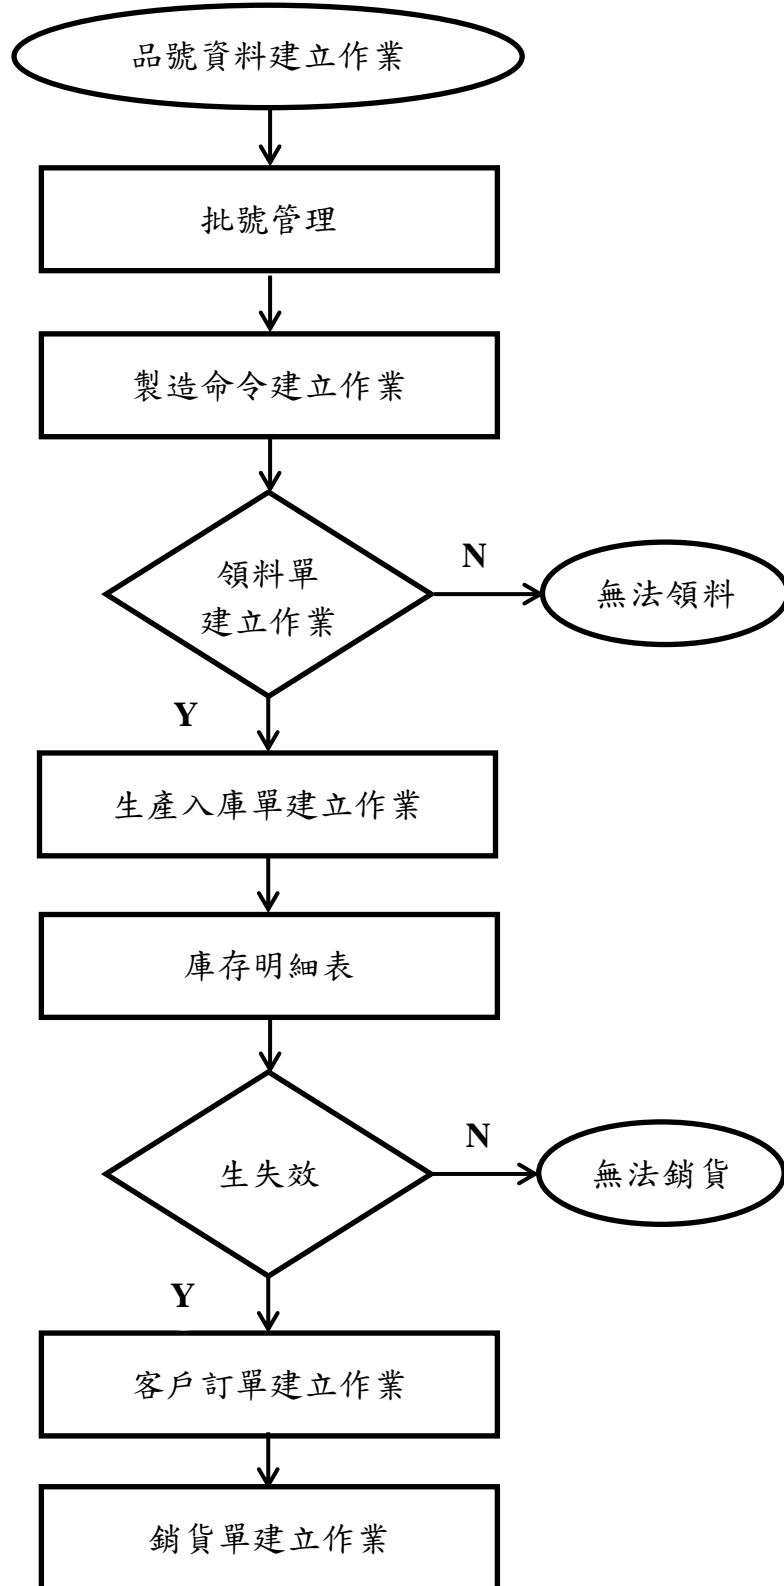 品號資料建立作業
批號管理
製造命令建立作業
領料單
建立作業
N
無法領料
Y
生產入庫單建立作業
庫存明細表
生失效
N
無法銷貨
Y
客戶訂單建立作業
銷貨單建立作業